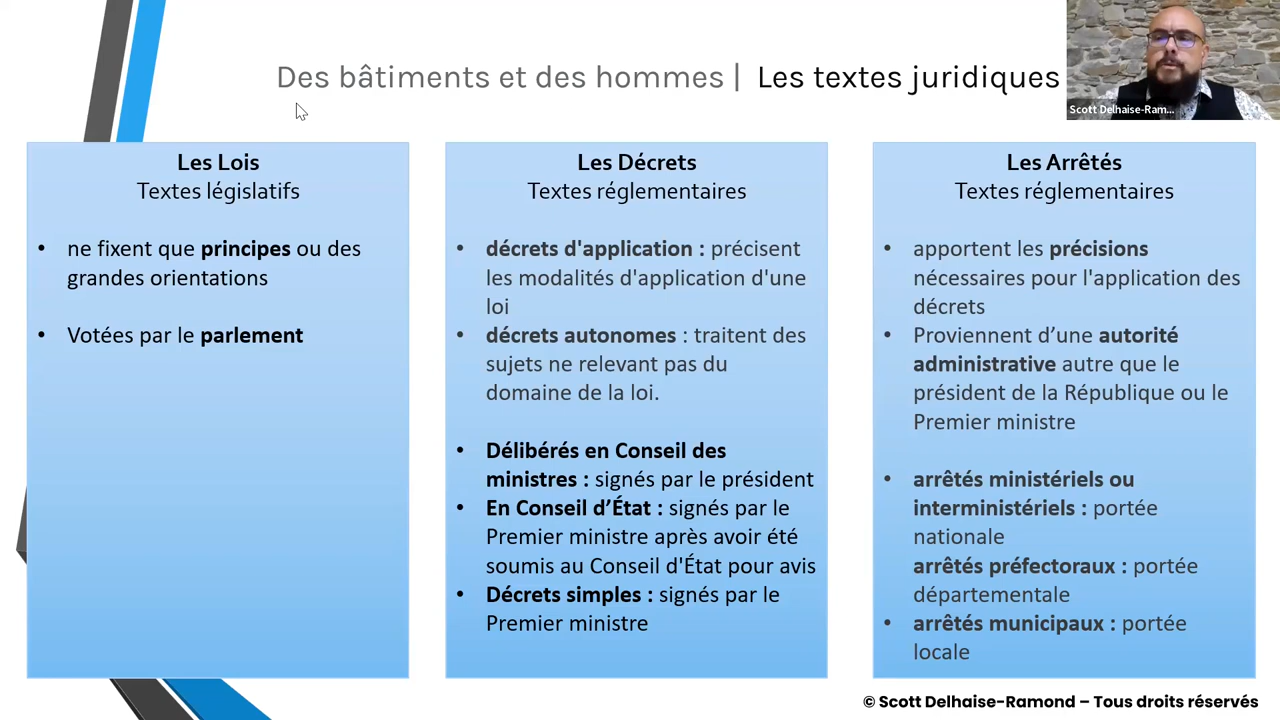 Des bâtiments et des hommes | Les textes juridiques
Scott Delhaise-Ram...
Les Lois
Textes législatifs
• ne fixent que principes ou des
grandes orientations
• Votées par le parlement
Les Décrets
Textes réglementaires
• décrets d'application : précisent
les modalités d'application d'une
loi
• décrets autonomes : traitent des
sujets ne relevant pas du
domaine de la loi.
• Délibérés en Conseil des
ministres : signés par le président
• En Conseil d’État : signés par le
Premier ministre après avoir été
soumis au Conseil d'État pour avis
• Décrets simples : signés par le
Premier ministre
Les Arrêtés
Textes réglementaires
• apportent les précisions
nécessaires pour l'application des
décrets
• Proviennent d’une autorité
administrative autre que le
président de la République ou le
Premier ministre
• arrêtés ministériels ou
interministériels : portée
nationale
arrêtés préfectoraux : portée
départementale
• arrêtés municipaux : portée
locale
© Scott Delhaise-Ramond – Tous droits réservés